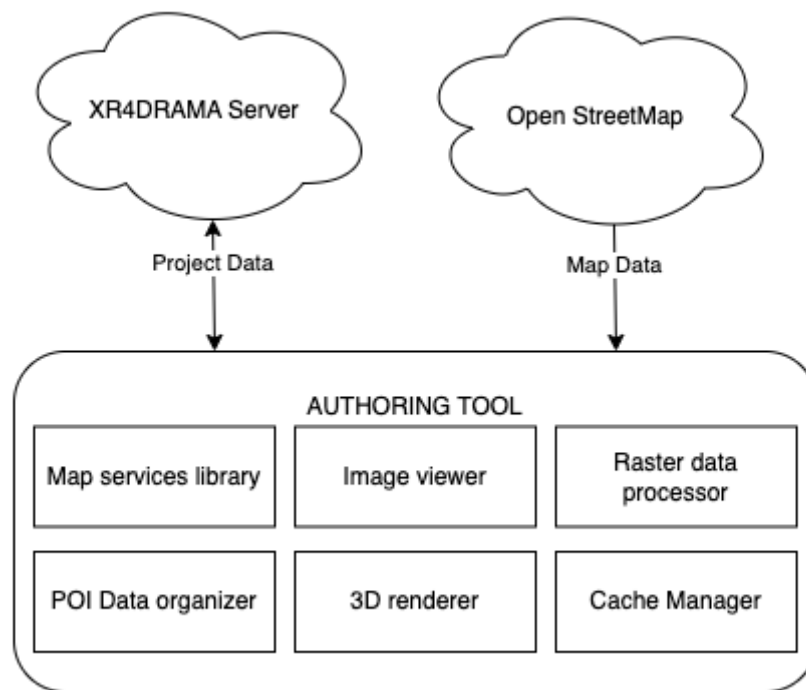 XR4DRAMA Server
Open StreetMap
Project Data
Map Data
AUTHORING TOOL
Map services library
Image viewer
Raster data
processor
POI Data organizer
3D renderer
Cache Manager